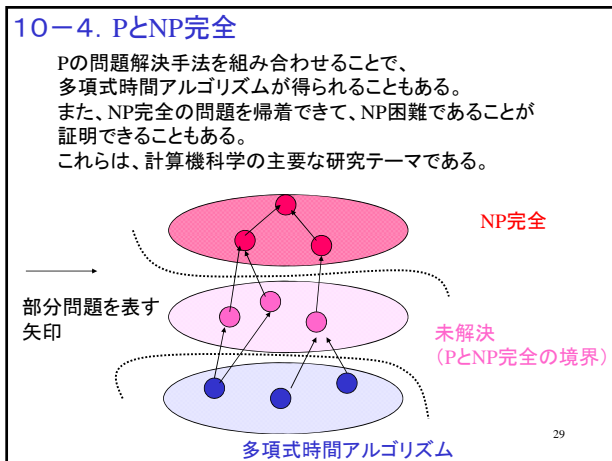 10－4．PとNP完全
Pの問題解決手法を組み合わせることで、
多項式時間アルゴリズムが得られることもある。
また、NP完全の問題を帰着できて、NP困難であることが
証明できることもある。
これらは、計算機科学の主要な研究テーマである。
NP完全
部分問題を表す
矢印
未解決
（PとNP完全の境界）
多項式時間アルゴリズム
29